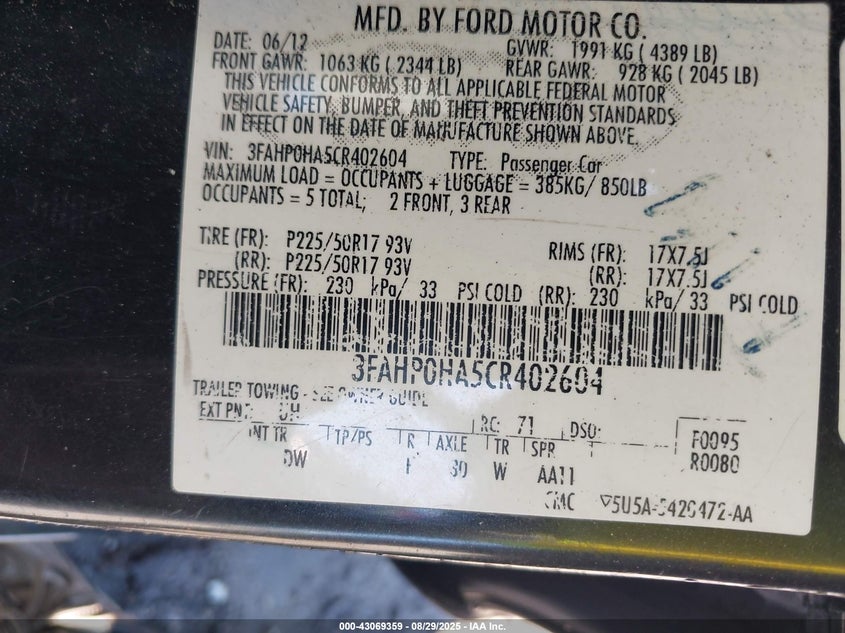 MFD. BY FORD MOTOR CO.
DATE: 06/12 GVWR: 1991 KG ( 4389 LB)
FRONT GAWR: 1063 KG ( 2344 LB) REAR GAWR: 928 KG ( 2045 LB)
THIS VEHICLE CONFORMS TO ALL APPLICABLE FEDERAL MOTOR
VEHICLE SAFETY, BUMPER, AND THEFT PREVENTION STANDARDS
IN EFFECT ON THE DATE OF MANUFACTURE SHOWN ABOVE.
VIN: 3FAHP0HA5CR402604 TYPE: Passenger Car
MAXIMUM LOAD = OCCUPANTS + LUGGAGE = 385KG/ 850LB
OCCUPANTS = 5 TOTAL; 2 FRONT, 3 REAR
TIRE (FR): P225/50R17 93V RIMS (FR): 17X7.5J
(RR): P225/50R17 93V (RR): 17X7.5J
PRESSURE (FR): 230 kPa/ 33 PSI COLD (RR): 230 kPa/ 33 PSI COLD
3FAHP0HA5CR402604
TRAILER TOWING - SEE OWNER GUIDE
EXT PNT: UH RC: 71 DSO: F0095
INT TR TP/PS R AXLE TR SPR R0080
DW W AA11
5U5A-
000-43069359 - 08/29/2025 - IAA Inc.